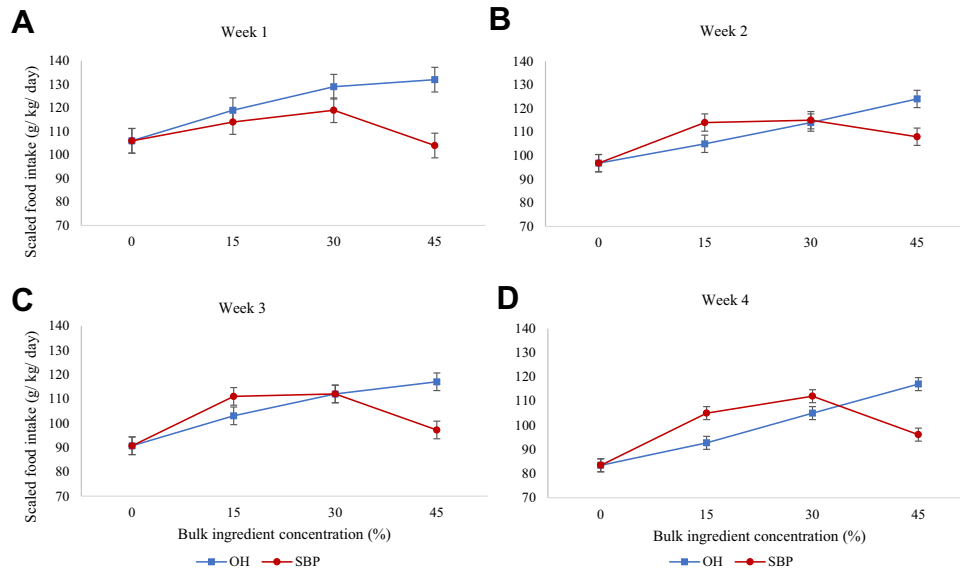 A
Week 1
Scaled food intake (g/ kg/ day)
140
130
120
110
100
90
80
70
0 15 30 45
B
Week 2
140
130
120
110
100
90
80
70
0 15 30 45
C
Week 3
Scaled food intake (g/ kg/ day)
140
130
120
110
100
90
80
70
0 15 30 45
Bulk ingredient concentration (%)
OH SBP
D
Week 4
140
130
120
110
100
90
80
70
0 15 30 45
Bulk ingredient concentration (%)
OH SBP